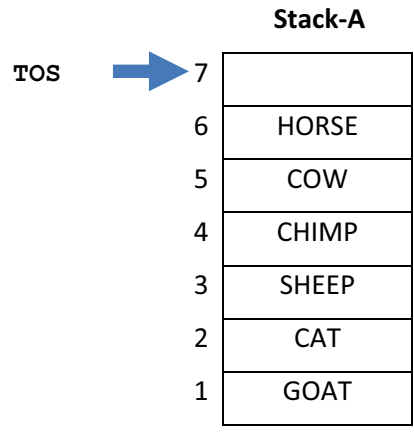 Stack-A
TOS 7
6 HORSE
5 COW
4 CHIMP
3 SHEEP
2 CAT
1 GOAT